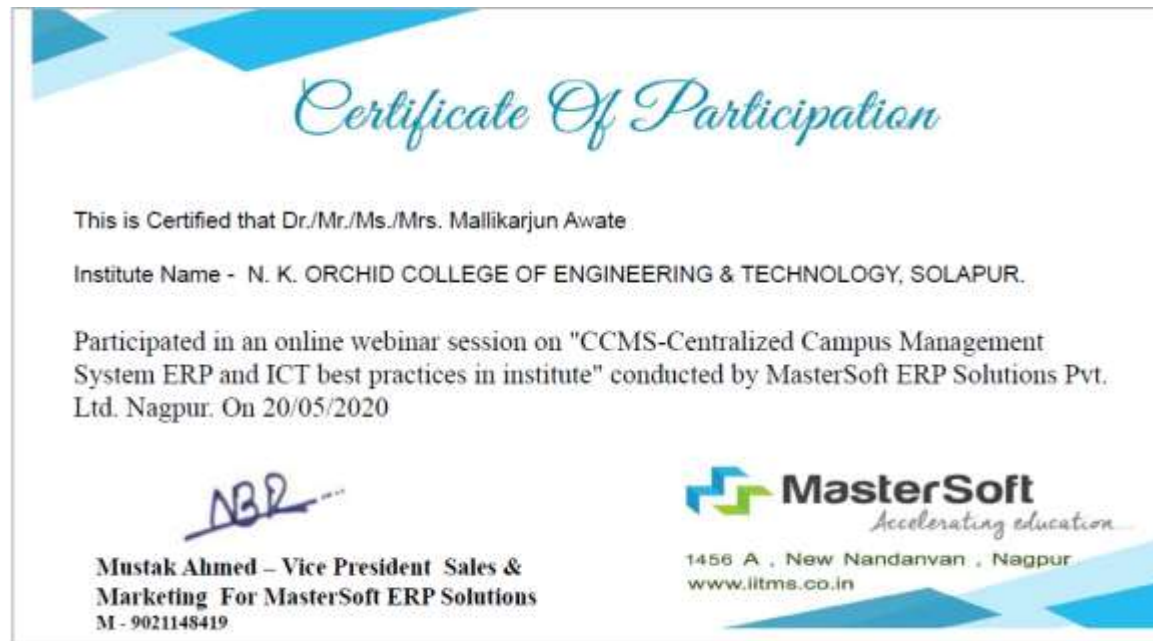 Certificate Of Participation
This is Certified that Dr./Mr./Ms./Mrs. Mallikarjun Awate
Institute Name - N. K. ORCHID COLLEGE OF ENGINEERING & TECHNOLOGY, SOLAPUR.
Participated in an online webinar session on "CCMS-Centralized Campus Management
System ERP and ICT best practices in institute" conducted by MasterSoft ERP Solutions Pvt.
Ltd. Nagpur. On 20/05/2020
Mustak Ahmed – Vice President Sales &
Marketing For MasterSoft ERP Solutions
M - 9021148419
MasterSoft
Accelerating education
1456 A , New Nandanvan , Nagpur
www.iitms.co.in